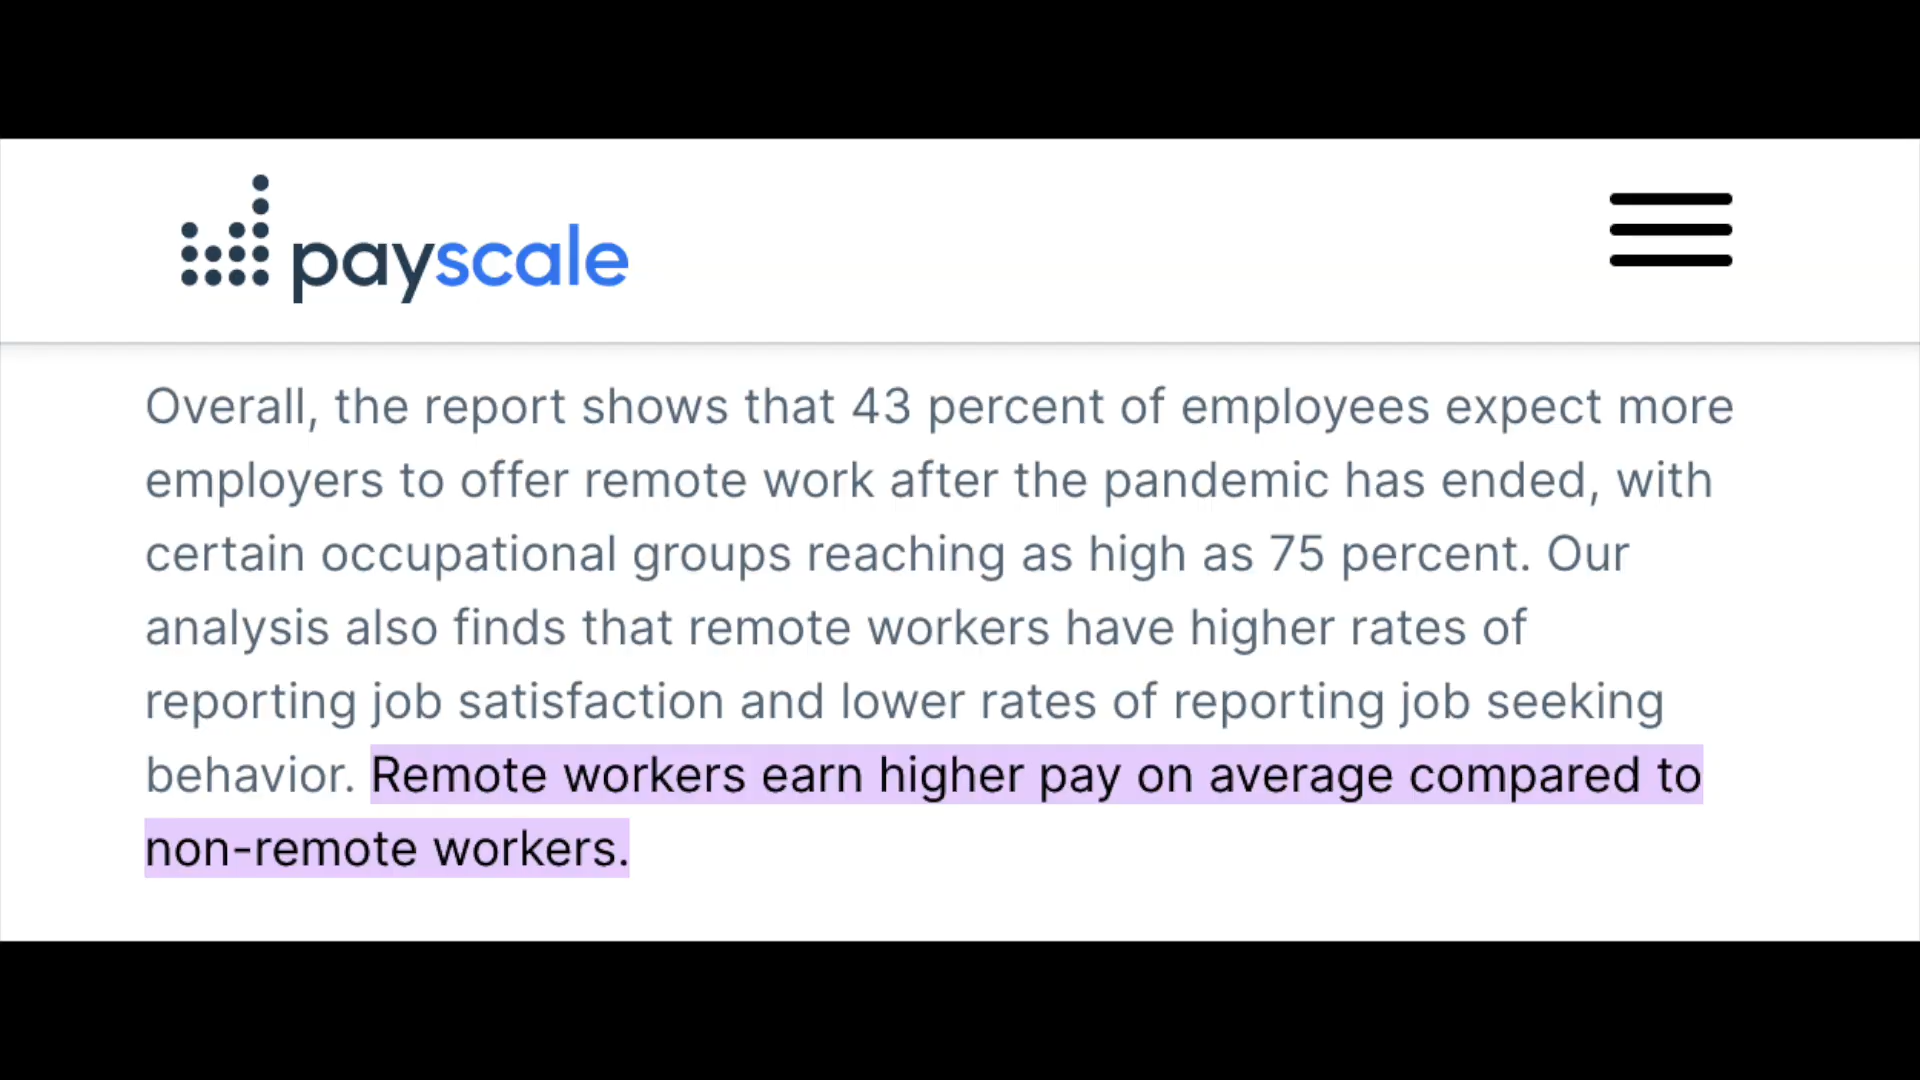 payscale
Overall, the report shows that 43 percent of employees expect more
employers to offer remote work after the pandemic has ended, with
certain occupational groups reaching as high as 75 percent. Our
analysis also finds that remote workers have higher rates of
reporting job satisfaction and lower rates of reporting job seeking
behavior. Remote workers earn higher pay on average compared to
non-remote workers.